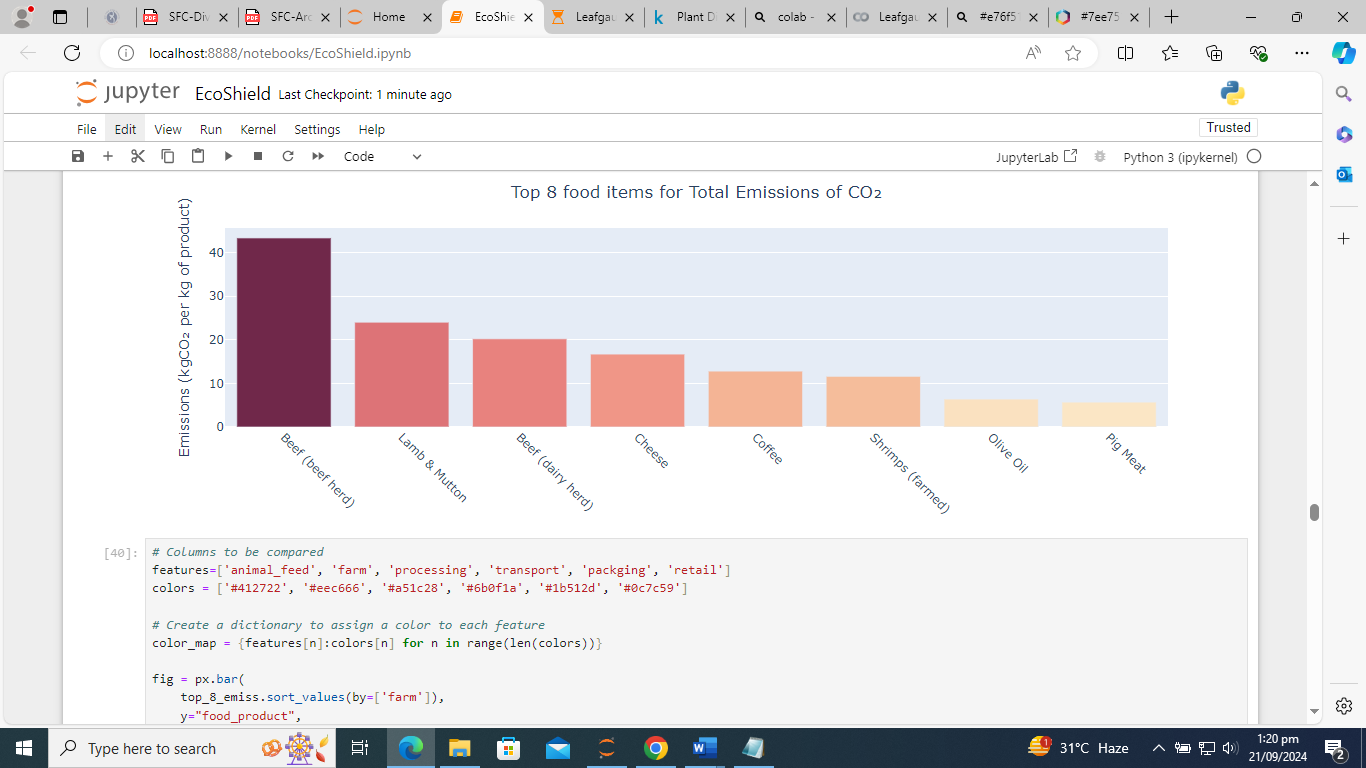 SFC-Div
SFC-Arc
Home
EcoShie
Leafgau
Plant D
colab -
Leafgau
#e76f5
#7ee75
localhost:8888/notebooks/EcoShield.ipynb
jupyter EcoShield Last Checkpoint: 1 minute ago
File Edit View Run Kernel Settings Help
Trusted
Code
JupyterLab
Python 3 (ipykernel)
Top 8 food items for Total Emissions of CO₂
Emissions (kgCO₂ per kg of product)
40
30
20
10
0
Beef (beef herd)
Lamb & Mutton
Beef (dairy herd)
Cheese
Coffee
Shrimps (farmed)
Olive Oil
Pig Meat
[40]:
# Columns to be compared
features=['animal_feed', 'farm', 'processing', 'transport', 'packging', 'retail']
colors = ['#412722', '#eec666', '#a51c28', '#6b0f1a', '#1b512d', '#0c7c59']
# Create a dictionary to assign a color to each feature
color_map = {features[n]:colors[n] for n in range(len(colors))}
fig = px.bar(
top_8_emiss.sort_values(by=['farm']),
y="food_product",
Type here to search
1
31°C Haze
1:20 pm
21/09/2024
2